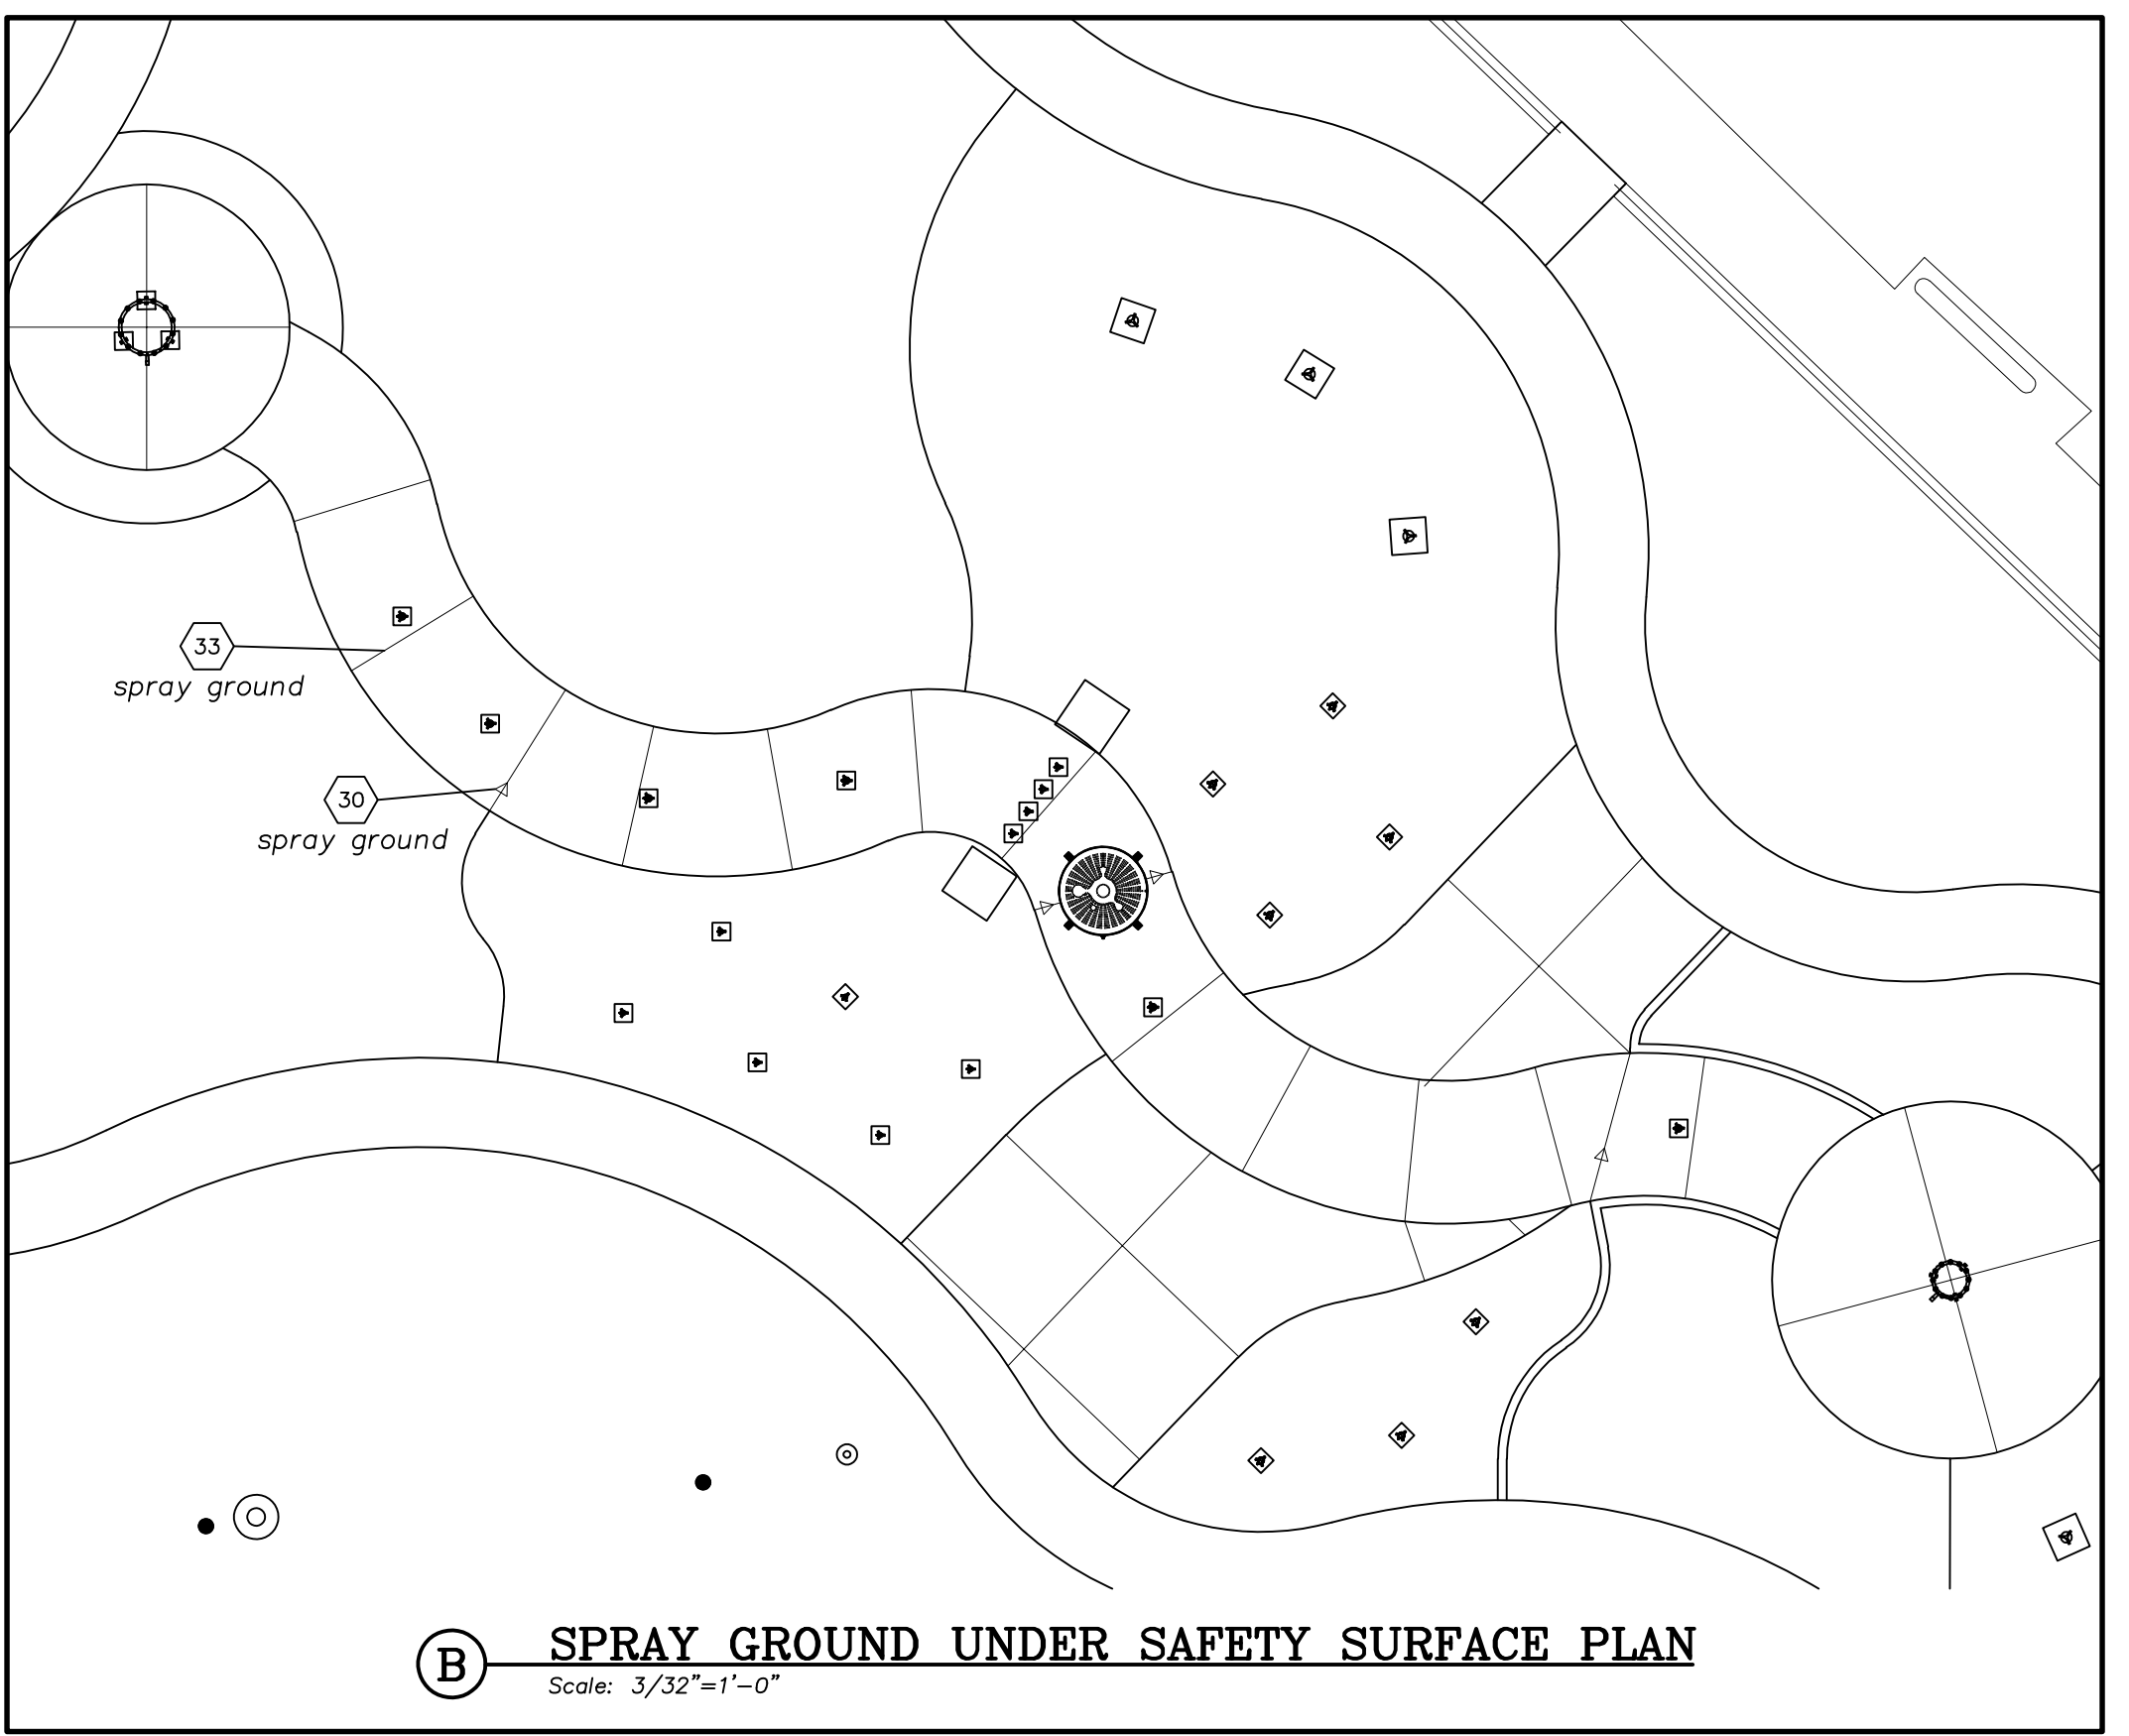 33
spray ground
30
spray ground
B
SPRAY GROUND UNDER SAFETY SURFACE PLAN
Scale: 3/32"=1'-0"